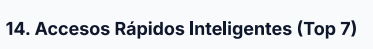 14. Accesos Rápidos Inteligentes (Top 7)